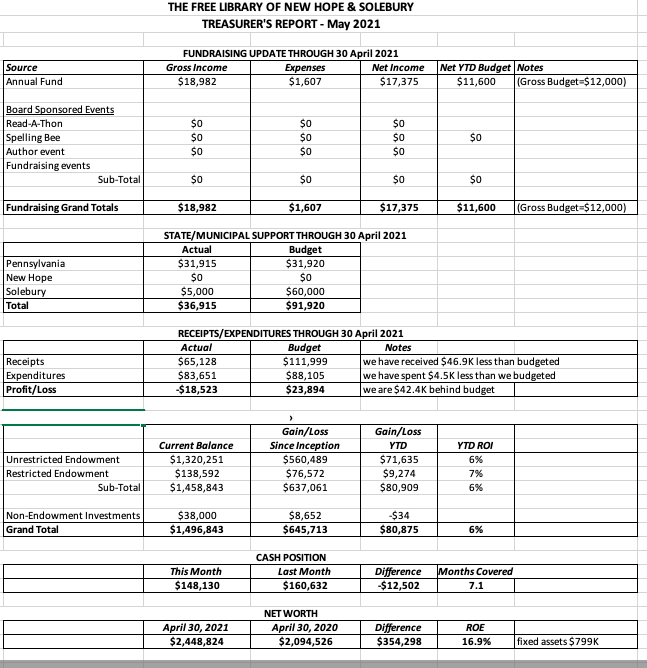 THE FREE LIBRARY OF NEW HOPE & SOLEBURY
TREASURER'S REPORT - May 2021
FUNDRAISING UPDATE THROUGH 30 April 2021
Source Gross Income Expenses Net Income Net YTD Budget Notes
Annual Fund $18,982 $1,607 $17,375 $11,600 (Gross Budget=$12,000)
Board Sponsored Events
Read-A-Thon $0 $0 $0
Spelling Bee $0 $0 $0 $0
Author event $0 $0 $0
Fundraising events
Sub-Total $0 $0 $0 $0
Fundraising Grand Totals $18,982 $1,607 $17,375 $11,600 (Gross Budget=$12,000)
STATE/MUNICIPAL SUPPORT THROUGH 30 April 2021
Actual Budget
Pennsylvania $31,915 $31,920
New Hope $0 $0
Solebury $5,000 $60,000
Total $36,915 $91,920
RECEIPTS/EXPENDITURES THROUGH 30 April 2021
Actual Budget Notes
Receipts $65,128 $111,999 we have received $46.9K less than budgeted
Expenditures $83,651 $88,105 we have spent $4.5K less than we budgeted
Profit/Loss -$18,523 $23,894 we are $42.4K behind budget
›
Gain/Loss Gain/Loss
Current Balance Since Inception YTD YTD ROI
Unrestricted Endowment $1,320,251 $560,489 $71,635 6%
Restricted Endowment $138,592 $76,572 $9,274 7%
Sub-Total $1,458,843 $637,061 $80,909 6%
Non-Endowment Investments $38,000 $8,652 -$34
Grand Total $1,496,843 $645,713 $80,875 6%
CASH POSITION
This Month Last Month Difference Months Covered
$148,130 $160,632 -$12,502 7.1
NET WORTH
April 30, 2021 April 30, 2020 Difference ROE
$2,448,824 $2,094,526 $354,298 16.9% fixed assets $799K